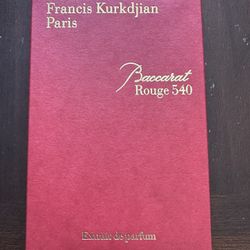 Francis Kurkdjian
Paris
Baccarat
Rouge 540
Extrait de parfum